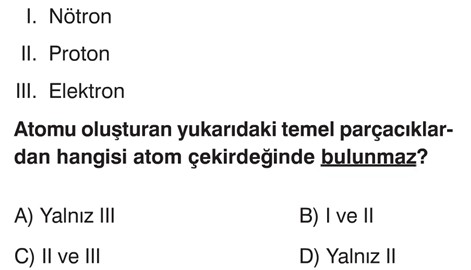 I. Nötron
II. Proton
III. Elektron
Atomu oluşturan yukarıdaki temel parçacıklar-
dan hangisi atom çekirdeğinde bulunmaz?
A) Yalnız III
B) I ve II
C) II ve III
D) Yalnız II